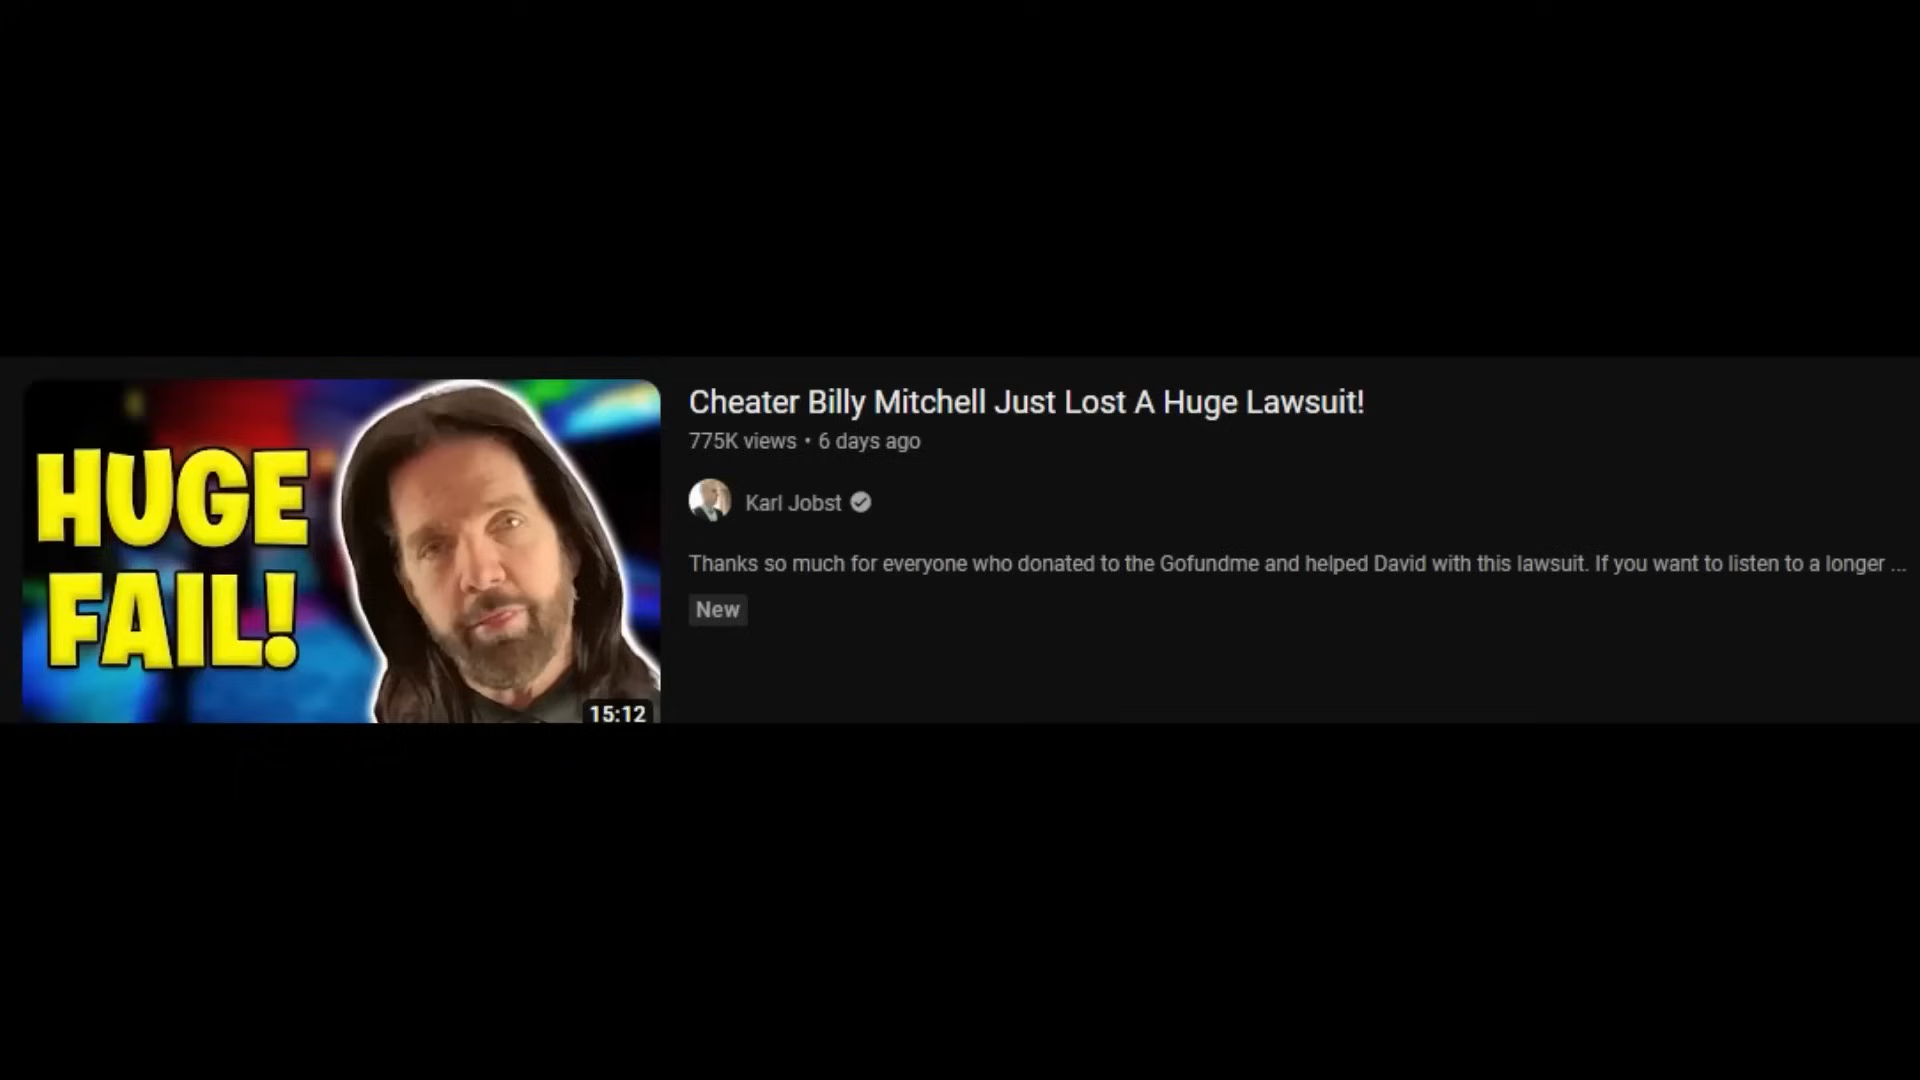 HUGE
FAIL!
15:12
Cheater Billy Mitchell Just Lost A Huge Lawsuit!
775K views • 6 days ago
Karl Jobst
Thanks so much for everyone who donated to the Gofundme and helped David with this lawsuit. If you want to listen to a longer ...
New